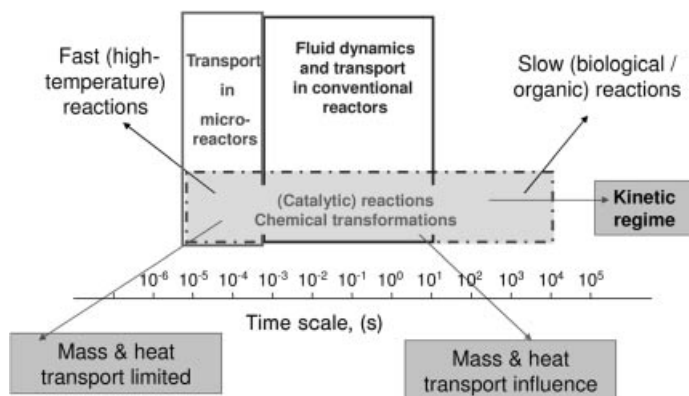 Fast (high-
temperature)
reactions
Transport
in
micro-
reactors
Fluid dynamics
and transport
in conventional
reactors
Slow (biological /
organic) reactions
(Catalytic) reactions
Chemical transformations
Kinetic
regime
10⁻⁶ 10⁻⁵ 10⁻⁴ 10⁻³ 10⁻² 10⁻¹ 10⁰ 10¹ 10² 10³ 10⁴ 10⁵
Time scale, (s)
Mass & heat
transport limited
Mass & heat
transport influence